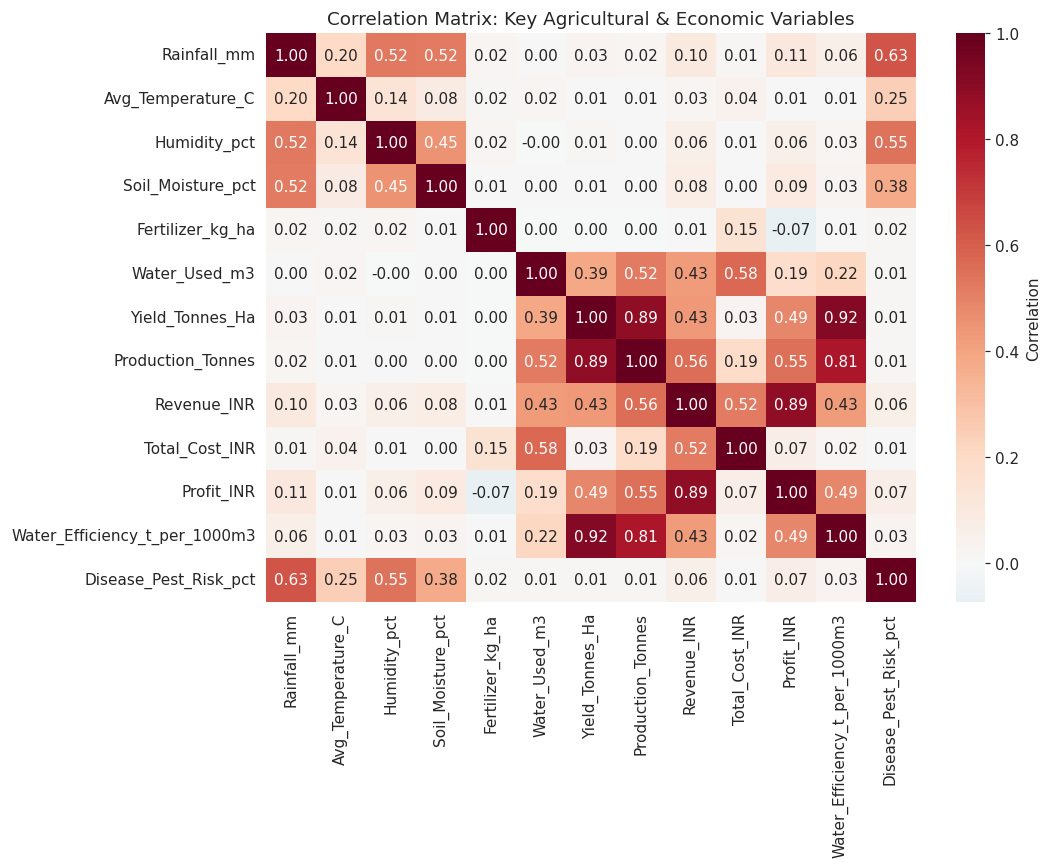 Correlation Matrix: Key Agricultural & Economic Variables
Rainfall_mm 1.00 0.20 0.52 0.52 0.02 0.00 0.03 0.02 0.10 0.01 0.11 0.06 0.63
Avg_Temperature_C 0.20 1.00 0.14 0.08 0.02 0.02 0.01 0.01 0.03 0.04 0.01 0.01 0.25
Humidity_pct 0.52 0.14 1.00 0.45 0.02 -0.00 0.01 0.00 0.06 0.01 0.06 0.03 0.55
Soil_Moisture_pct 0.52 0.08 0.45 1.00 0.01 0.00 0.01 0.00 0.08 0.00 0.09 0.03 0.38
Fertilizer_kg_ha 0.02 0.02 0.02 0.01 1.00 0.00 0.00 0.00 0.01 0.15 -0.07 0.01 0.02
Water_Used_m3 0.00 0.02 -0.00 0.00 0.00 1.00 0.39 0.52 0.43 0.58 0.19 0.22 0.01
Yield_Tonnes_Ha 0.03 0.01 0.01 0.01 0.00 0.39 1.00 0.89 0.43 0.03 0.49 0.92 0.01
Production_Tonnes 0.02 0.01 0.00 0.00 0.00 0.52 0.89 1.00 0.56 0.19 0.55 0.81 0.01
Revenue_INR 0.10 0.03 0.06 0.08 0.01 0.43 0.43 0.56 1.00 0.52 0.89 0.43 0.06
Total_Cost_INR 0.01 0.04 0.01 0.00 0.15 0.58 0.03 0.19 0.52 1.00 0.07 0.02 0.01
Profit_INR 0.11 0.01 0.06 0.09 -0.07 0.19 0.49 0.55 0.89 0.07 1.00 0.49 0.07
Water_Efficiency_t_per_1000m3 0.06 0.01 0.03 0.03 0.01 0.22 0.92 0.81 0.43 0.02 0.49 1.00 0.03
Disease_Pest_Risk_pct 0.63 0.25 0.55 0.38 0.02 0.01 0.01 0.01 0.06 0.01 0.07 0.03 1.00
Rainfall_mm
Avg_Temperature_C
Humidity_pct
Soil_Moisture_pct
Fertilizer_kg_ha
Water_Used_m3
Yield_Tonnes_Ha
Production_Tonnes
Revenue_INR
Total_Cost_INR
Profit_INR
Water_Efficiency_t_per_1000m3
Disease_Pest_Risk_pct
1.0
0.8
0.6
0.4
0.2
0.0
Correlation